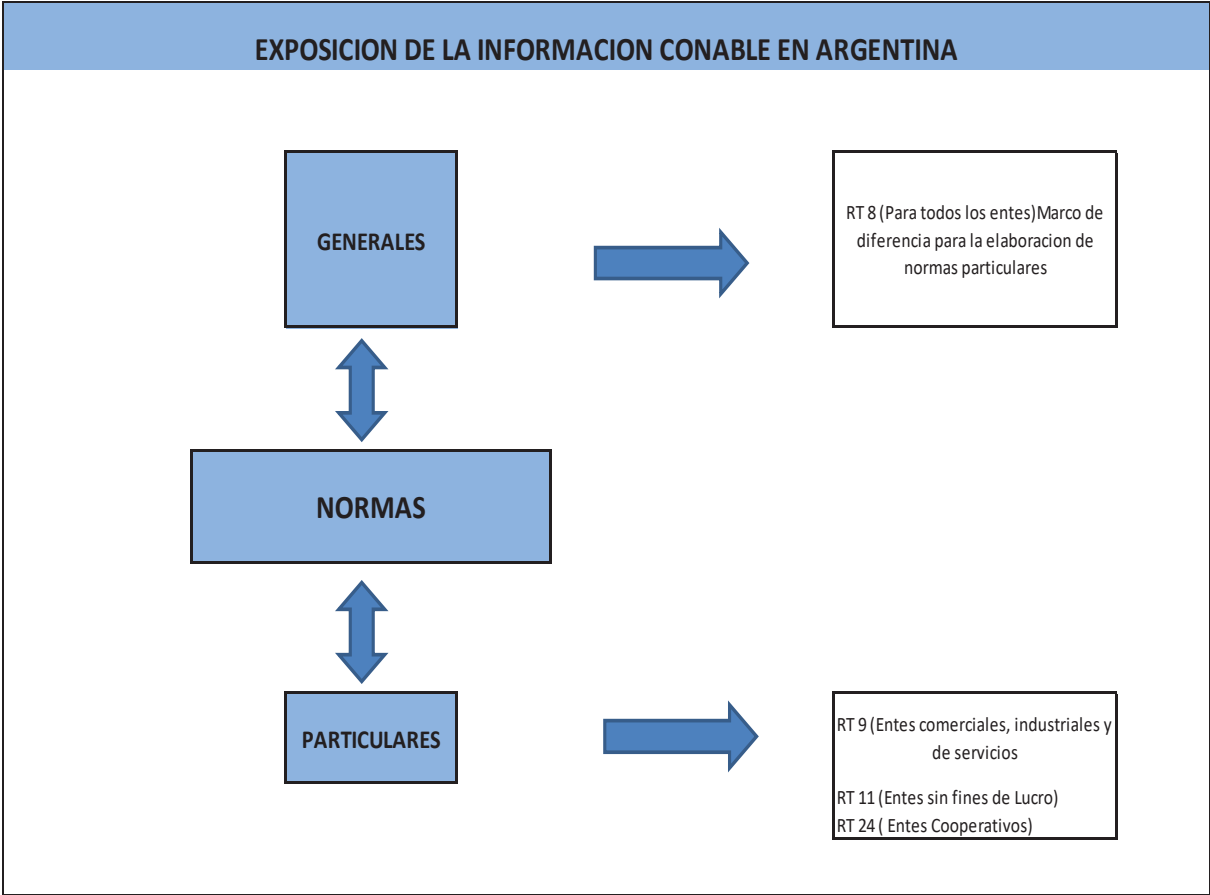 EXPOSICION DE LA INFORMACION CONABLE EN ARGENTINA
GENERALES
RT 8 (Para todos los entes)Marco de
diferencia para la elaboracion de
normas particulares
NORMAS
PARTICULARES
RT 9 (Entes comerciales, industriales y
de servicios
RT 11 (Entes sin fines de Lucro)
RT 24 ( Entes Cooperativos)